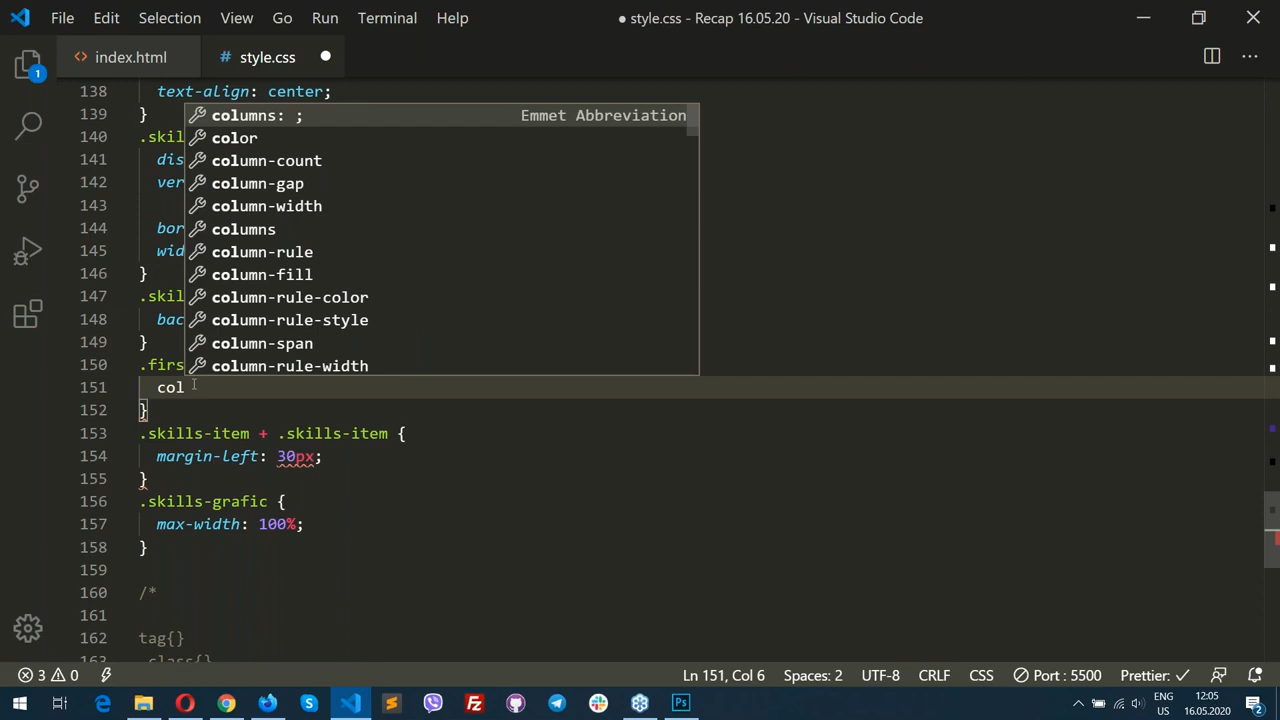 File Edit Selection View Go Run Terminal Help
● style.css - Recap 16.05.20 - Visual Studio Code
<> index.html
# style.css
1
138 text-align: center;
139 }
columns: ; Emmet Abbreviation
140 .skil
color
141 dis
column-count
142 ver
column-gap
143
column-width
144 bor
columns
145 wid
column-rule
146 }
column-fill
147 .skil
column-rule-color
148 bac
column-rule-style
149 }
column-span
150 .firs
column-rule-width
151 col
152 }
153 .skills-item + .skills-item {
154 margin-left: 30px;
155 }
156 .skills-grafic {
157 max-width: 100%;
158 }
159
160 /*
161
162 tag{}
163 .class{}
3 0 Ln 151, Col 6 Spaces: 2 UTF-8 CRLF CSS Port : 5500 Prettier: ✓
ENG 12:05
US 16.05.2020
2